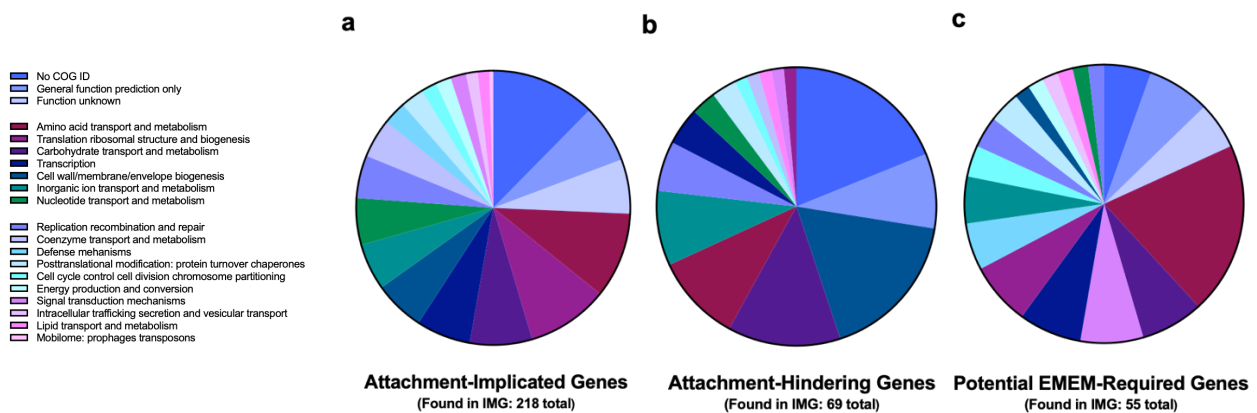 a
b
c
No COG ID
General function prediction only
Function unknown
Amino acid transport and metabolism
Translation ribosomal structure and biogenesis
Carbohydrate transport and metabolism
Transcription
Cell wall/membrane/envelope biogenesis
Inorganic ion transport and metabolism
Nucleotide transport and metabolism
Replication recombination and repair
Coenzyme transport and metabolism
Defense mehanisms
Posttranslational modification: protein turnover chaperones
Cell cycle control cell division chromosome partitioning
Energy production and conversion
Signal transduction mechanisms
Intracellular trafficking secretion and vesicular transport
Lipid transport and metabolism
Mobilome: prophages transposons
Attachment-Implicated Genes
(Found in IMG: 218 total)
Attachment-Hindering Genes
(Found in IMG: 69 total)
Potential EMEM-Required Genes
(Found in IMG: 55 total)